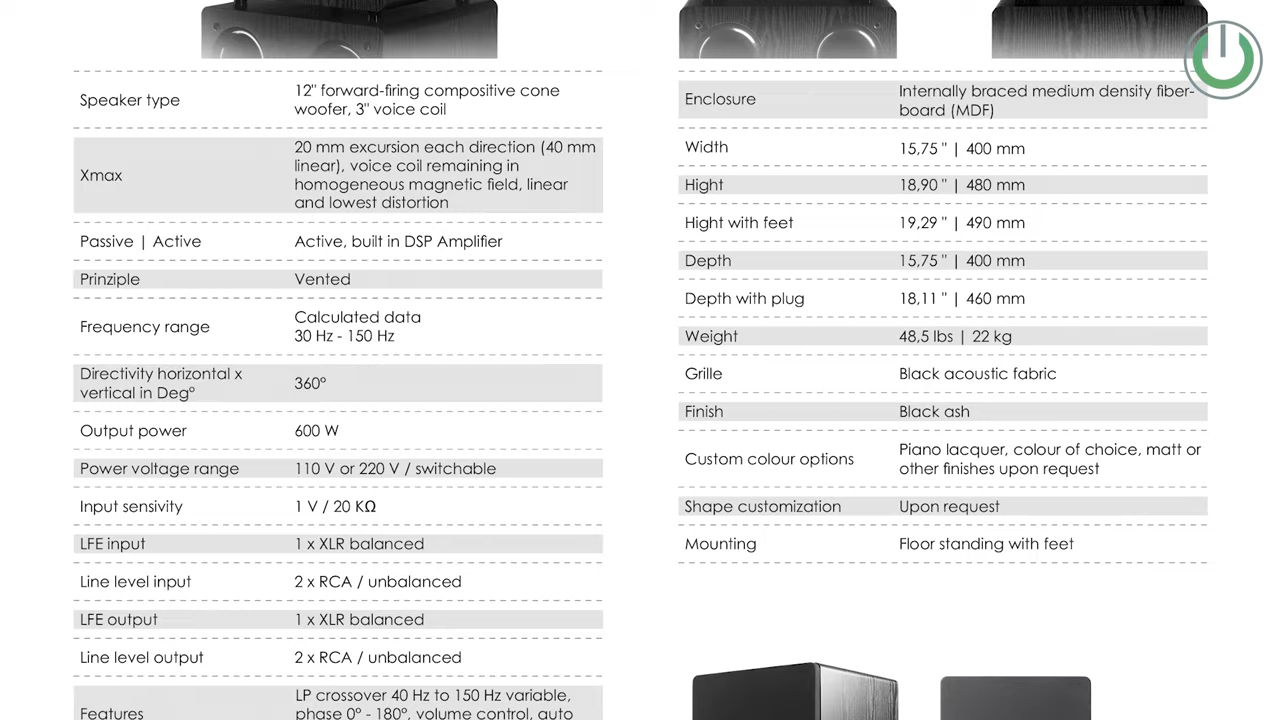 Speaker type
12" forward-firing compositive cone
woofer, 3" voice coil
Xmax
20 mm excursion each direction (40 mm
linear), voice coil remaining in
homogeneous magnetic field, linear
and lowest distortion
Passive | Active
Active, built in DSP Amplifier
Prinziple
Vented
Frequency range
Calculated data
30 Hz - 150 Hz
Directivity horizontal x
vertical in Deg°
360°
Output power
600 W
Power voltage range
110 V or 220 V / switchable
Input sensivity
1 V / 20 KΩ
LFE input
1 x XLR balanced
Line level input
2 x RCA / unbalanced
LFE output
1 x XLR balanced
Line level output
2 x RCA / unbalanced
Features
LP crossover 40 Hz to 150 Hz variable,
phase 0° - 180°, volume control, auto
Enclosure
Internally braced medium density fiber-
board (MDF)
Width
15,75 " | 400 mm
Hight
18,90 " | 480 mm
Hight with feet
19,29 " | 490 mm
Depth
15,75 " | 400 mm
Depth with plug
18,11 " | 460 mm
Weight
48,5 lbs | 22 kg
Grille
Black acoustic fabric
Finish
Black ash
Custom colour options
Piano lacquer, colour of choice, matt or
other finishes upon request
Shape customization
Upon request
Mounting
Floor standing with feet